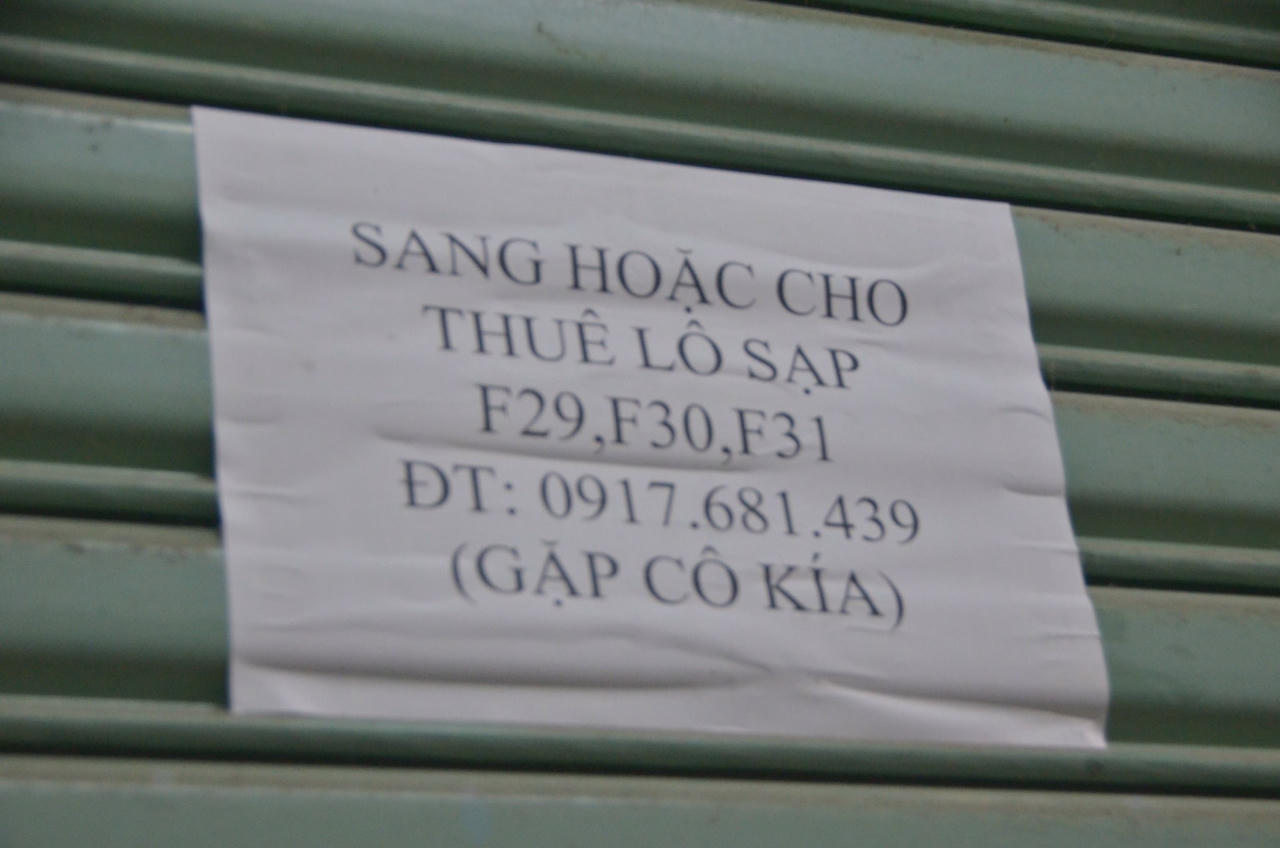 SANG HOẶC CHO
THUÊ LÔ SẠP
F29,F30,F31
ĐT: 0917.681.439
(GẶP CÔ KÍA)